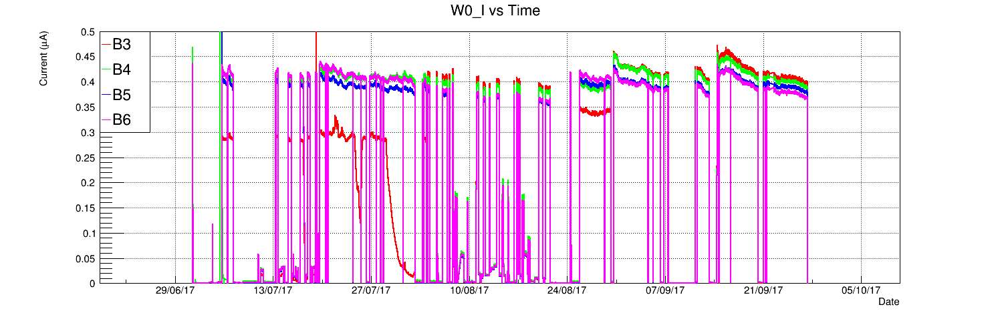 W0_I vs Time
Current (μA)
0.5
0.45
0.4
0.35
0.3
0.25
0.2
0.15
0.1
0.05
0
B3
B4
B5
B6
29/06/17 13/07/17 27/07/17 10/08/17 24/08/17 07/09/17 21/09/17 05/10/17
Date